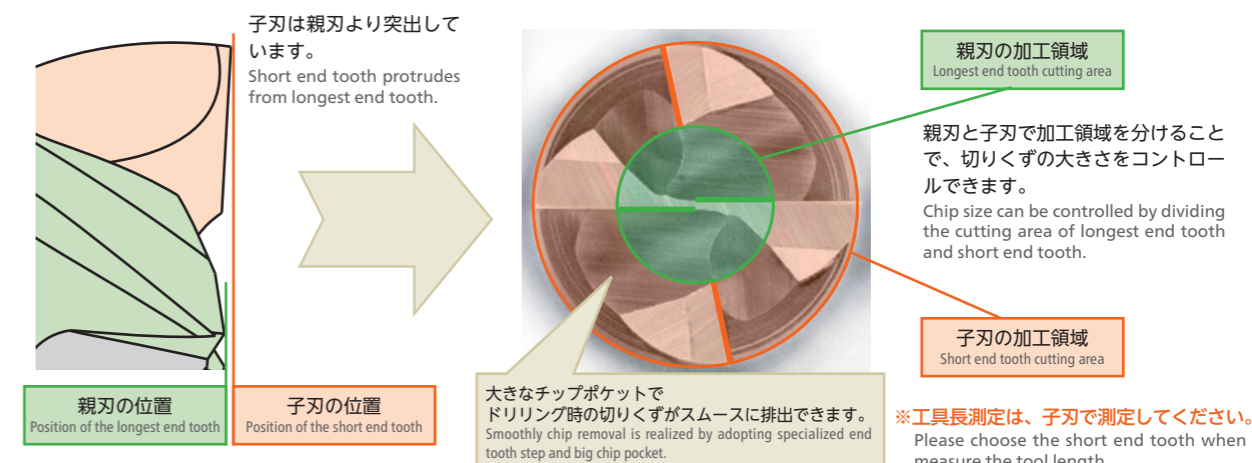 子刃は親刃より突出して
います。
Short end tooth protrudes
from longest end tooth.
親刃の位置
Position of the longest end tooth
子刃の位置
Position of the short end tooth
大きなチップポケットで
ドリリング時の切りくずがスムースに排出できます。
Smoothly chip removal is realized by adopting specialized end
tooth step and big chip pocket.
親刃の加工領域
Longest end tooth cutting area
親刃と子刃で加工領域を分けること
で、切りくずの大きさをコントロー
ルできます。
Chip size can be controlled by dividing
the cutting area of longest end tooth
and short end tooth.
子刃の加工領域
Short end tooth cutting area
※工具長測定は、子刃で測定してください。
Please choose the short end tooth when
measure the tool length